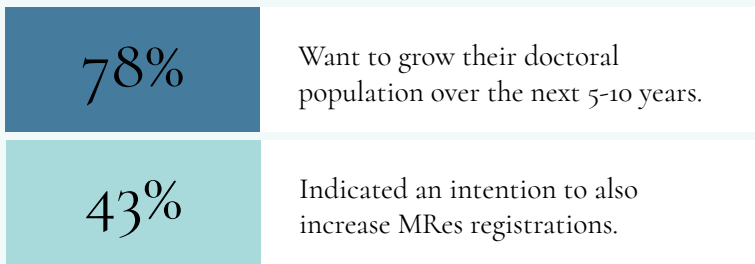 78%
Want to grow their doctoral
population over the next 5-10 years.
43%
Indicated an intention to also
increase MRes registrations.